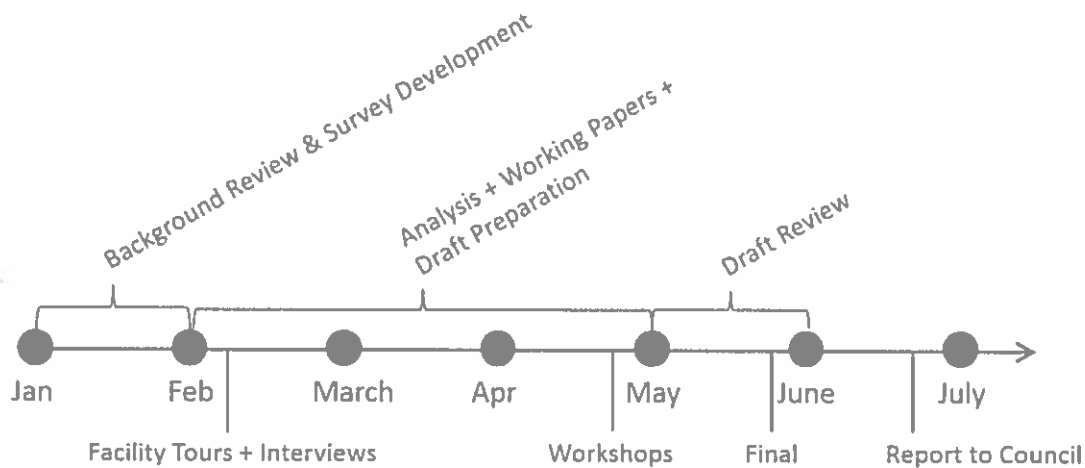 Background Review & Survey Development
Analysis + Working Papers +
Draft Preparation
Draft Review
Jan
Feb
March
Apr
May
June
July
Facility Tours + Interviews
Workshops
Final
Report to Council